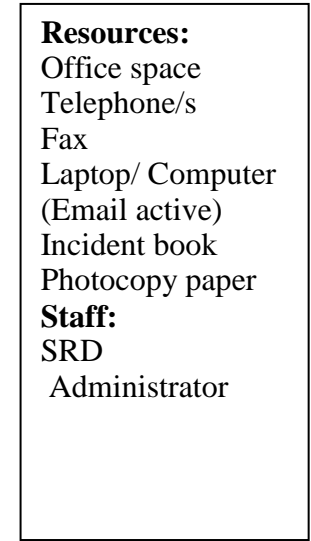 Resources:
Office space
Telephone/s
Fax
Laptop/ Computer
(Email active)
Incident book
Photocopy paper
Staff:
SRD
Administrator